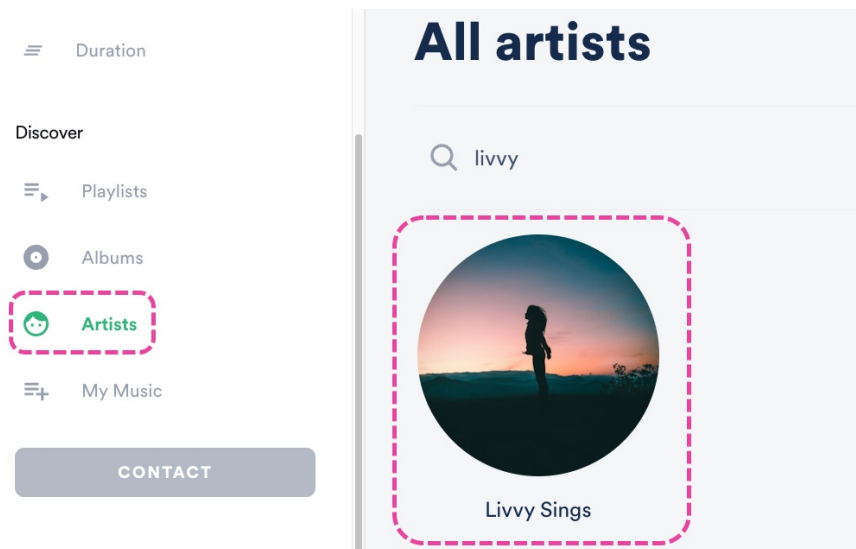 Duration
Discover
Playlists
Albums
Artists
My Music
CONTACT
All artists
livvy
Livvy Sings